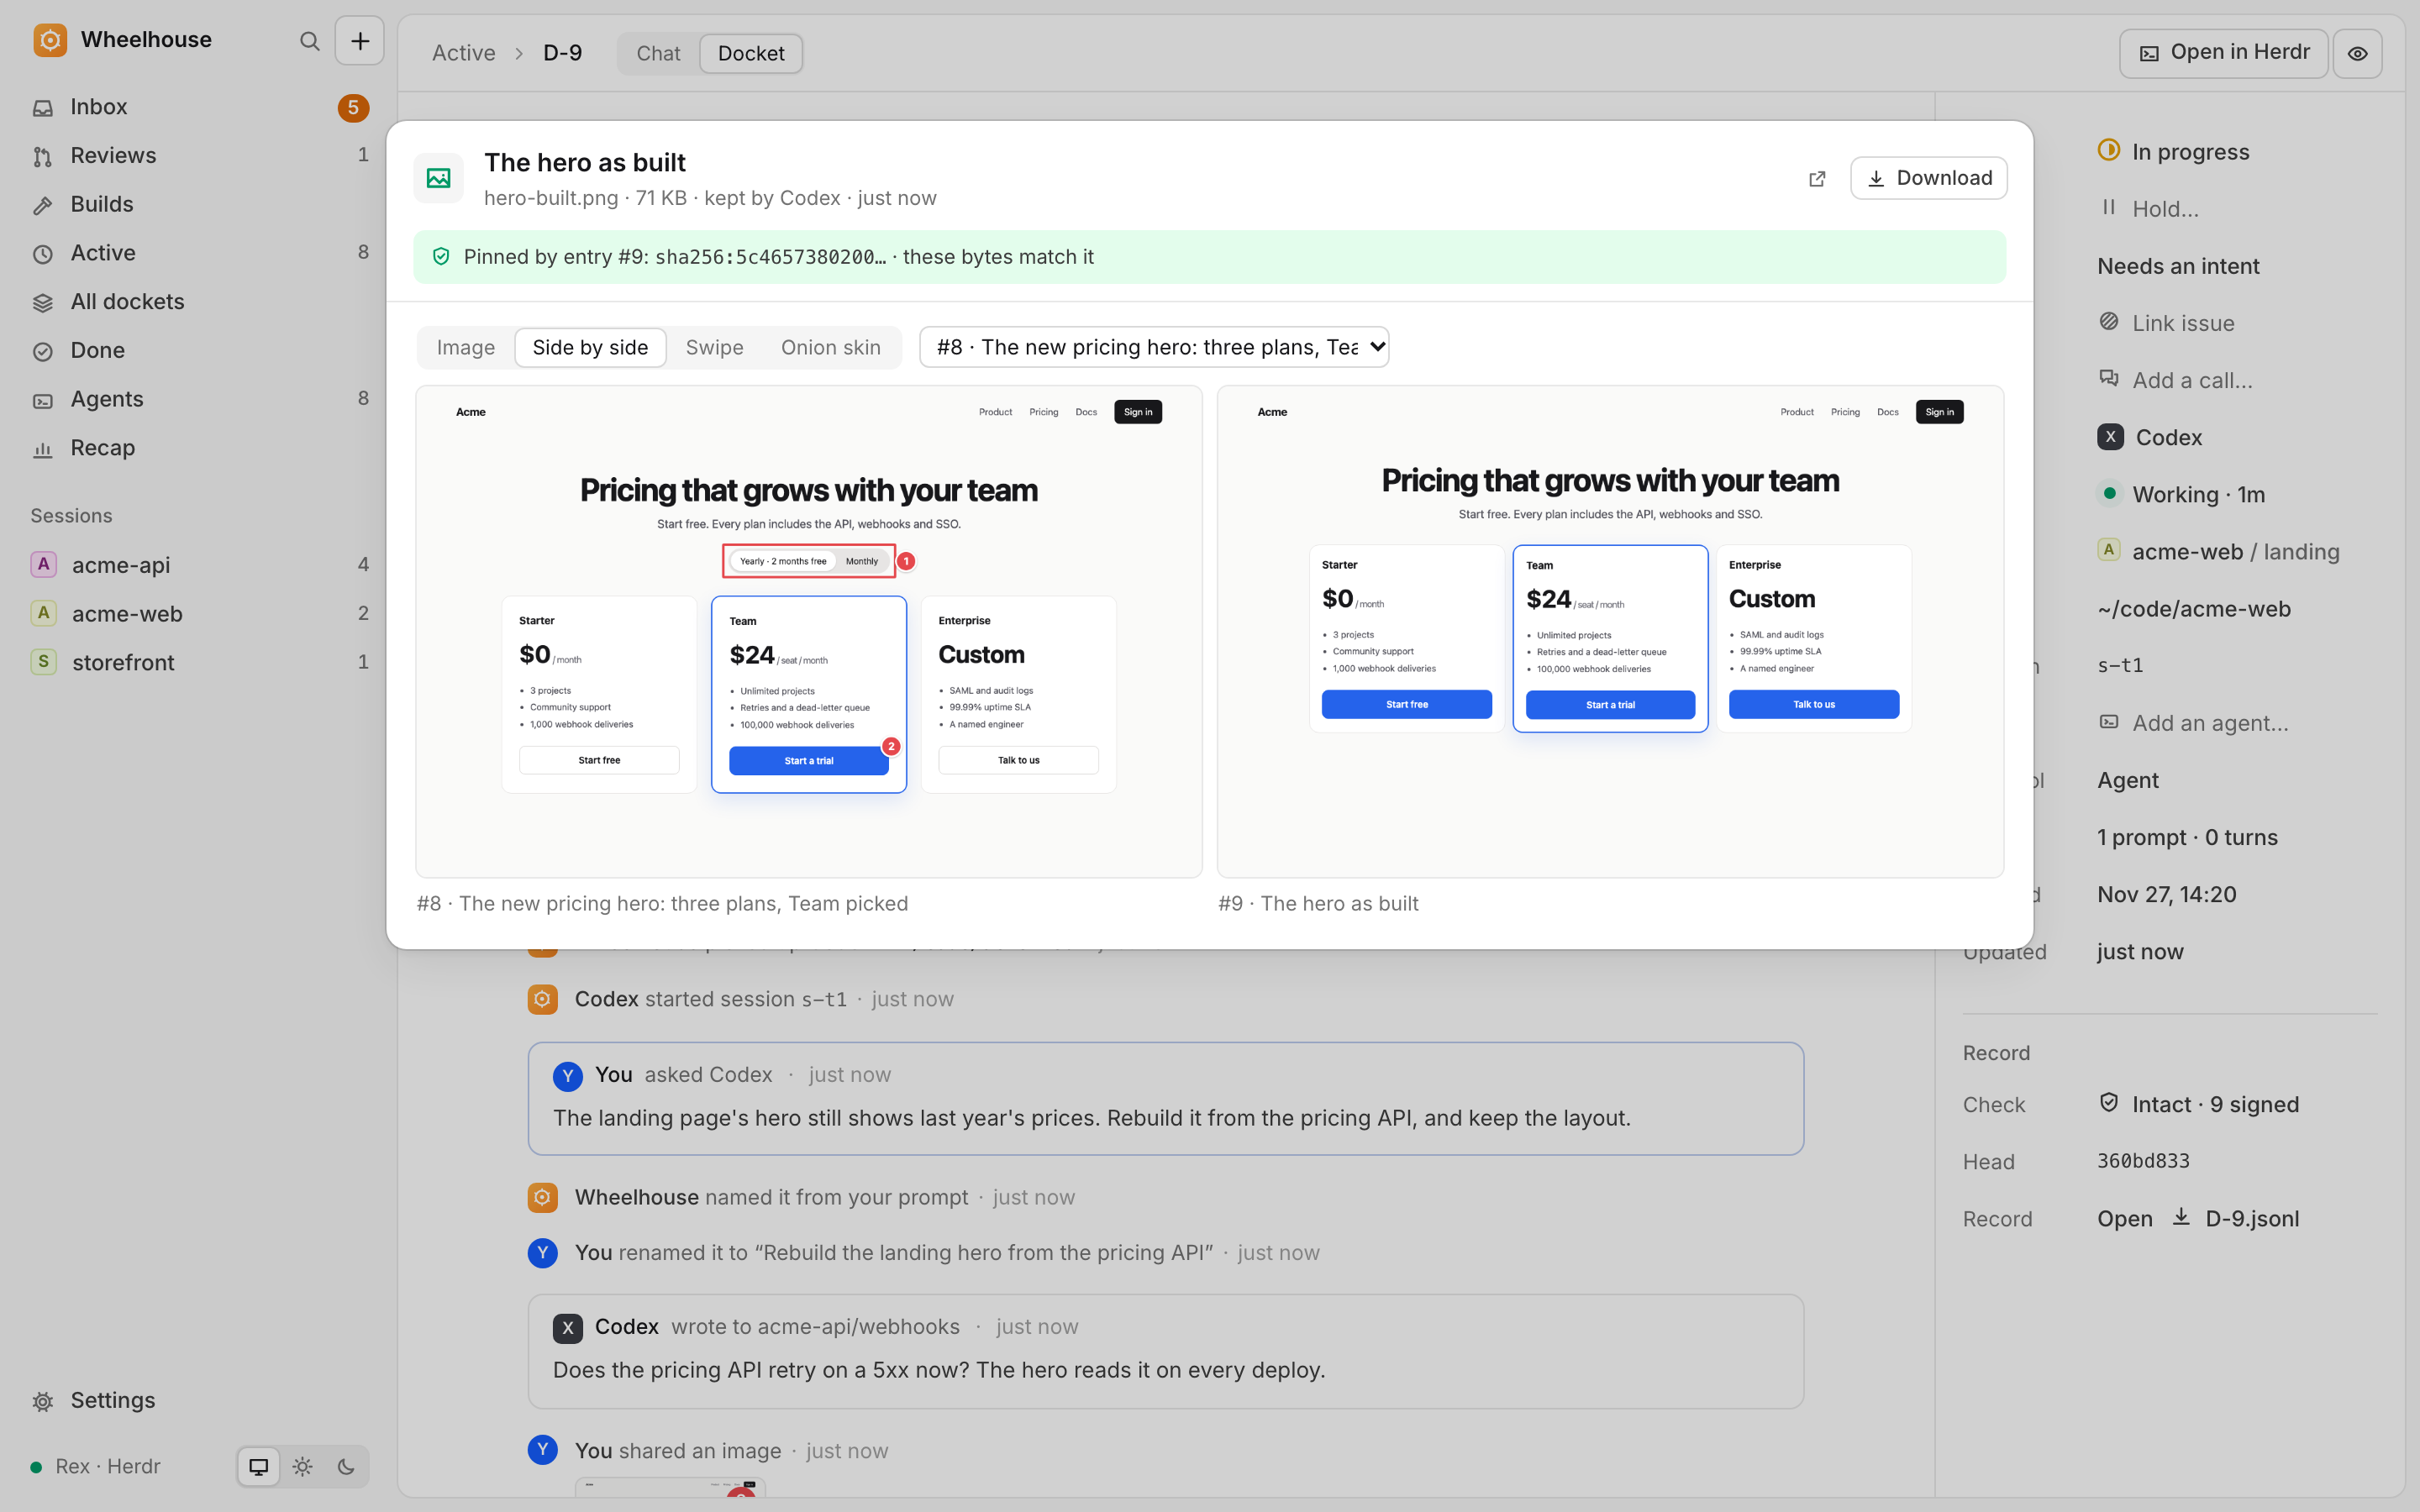 Wheelhouse
Inbox 5
Reviews 1
Builds
Active 8
All dockets
Done
Agents 8
Recap
Sessions
A acme-api 4
A acme-web 2
S storefront 1
Settings
Rex · Herdr
Active > D-9 Chat Docket
Open in Herdr
The hero as built
hero-built.png · 71 KB · kept by Codex · just now
Download
Pinned by entry #9: sha256:5c4657380200… · these bytes match it
Image Side by side Swipe Onion skin
#8 · The new pricing hero: three plans, Tea
Acme Product Pricing Docs Sign in
Pricing that grows with your team
Start free. Every plan includes the API, webhooks and SSO.
Yearly · 2 months free Monthly 1
Starter
$0 / month
• 3 projects
• Community support
• 1,000 webhook deliveries
Start free
Team
$24 / seat / month
• Unlimited projects
• Retries and a dead-letter queue
• 100,000 webhook deliveries
2
Start a trial
Enterprise
Custom
• SAML and audit logs
• 99.99% uptime SLA
• A named engineer
Talk to us
#8 · The new pricing hero: three plans, Team picked
Acme Product Pricing Docs Sign in
Pricing that grows with your team
Start free. Every plan includes the API, webhooks and SSO.
Starter
$0 / month
• 3 projects
• Community support
• 1,000 webhook deliveries
Start free
Team
$24 / seat / month
• Unlimited projects
• Retries and a dead-letter queue
• 100,000 webhook deliveries
Start a trial
Enterprise
Custom
• SAML and audit logs
• 99.99% uptime SLA
• A named engineer
Talk to us
#9 · The hero as built
Codex started session s-t1 · just now
Y You asked Codex · just now
The landing page's hero still shows last year's prices. Rebuild it from the pricing API, and keep the layout.
Wheelhouse named it from your prompt · just now
Y You renamed it to “Rebuild the landing hero from the pricing API” · just now
X Codex wrote to acme-api/webhooks · just now
Does the pricing API retry on a 5xx now? The hero reads it on every deploy.
Y You shared an image · just now
In progress
Hold...
Needs an intent
Link issue
Add a call...
X Codex
Working · 1m
A acme-web / landing
~/code/acme-web
s-t1
Add an agent...
Agent
1 prompt · 0 turns
Nov 27, 14:20
Updated just now
Record
Check Intact · 9 signed
Head 360bd833
Record Open D-9.jsonl